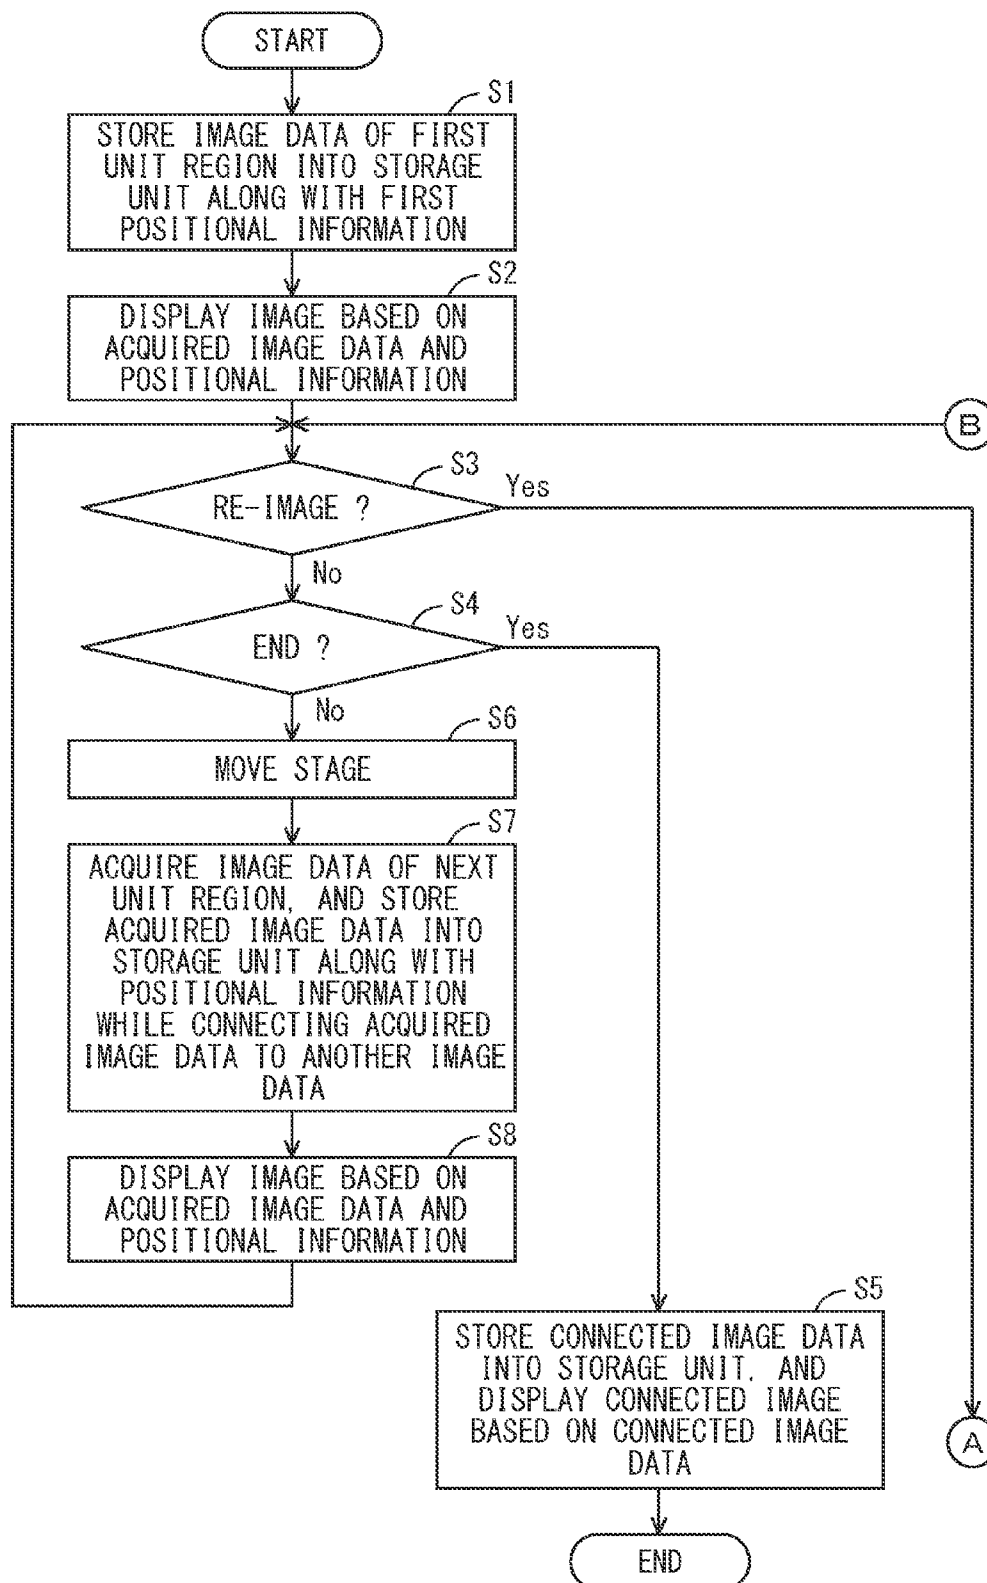 START
S1
STORE IMAGE DATA OF FIRST
UNIT REGION INTO STORAGE
UNIT ALONG WITH FIRST
POSITIONAL INFORMATION
S2
DISPLAY IMAGE BASED ON
ACQUIRED IMAGE DATA AND
POSITIONAL INFORMATION
B
S3
RE-IMAGE ?
Yes
No
S4
END ?
Yes
No
S6
MOVE STAGE
S7
ACQUIRE IMAGE DATA OF NEXT
UNIT REGION, AND STORE
ACQUIRED IMAGE DATA INTO
STORAGE UNIT ALONG WITH
POSITIONAL INFORMATION
WHILE CONNECTING ACQUIRED
IMAGE DATA TO ANOTHER IMAGE
DATA
S8
DISPLAY IMAGE BASED ON
ACQUIRED IMAGE DATA AND
POSITIONAL INFORMATION
S5
STORE CONNECTED IMAGE DATA
INTO STORAGE UNIT, AND
DISPLAY CONNECTED IMAGE
BASED ON CONNECTED IMAGE
DATA
A
END